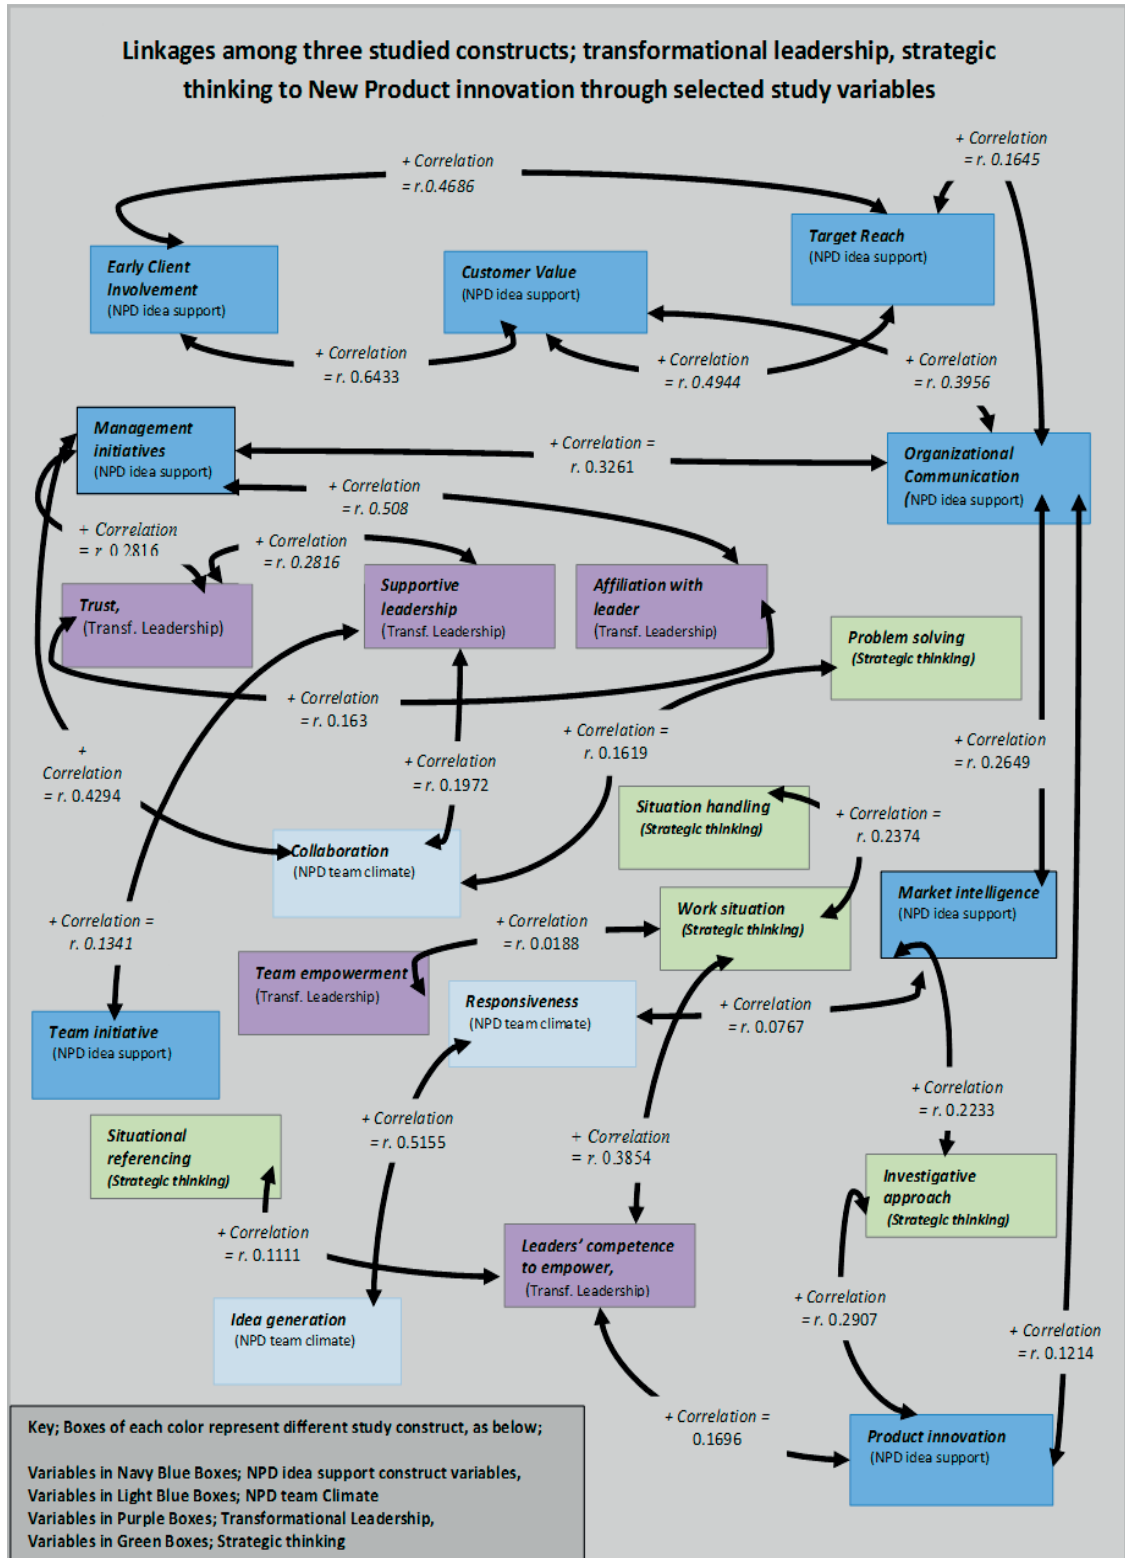 Linkages among three studied constructs; transformational leadership, strategic
thinking to New Product innovation through selected study variables
+ Correlation
= r. 0.1645
+ Correlation
= r.0.4686
Target Reach
(NPD idea support)
Early Client
Involvement
(NPD idea support)
Customer Value
(NPD idea support)
+ Correlation
= r. 0.6433
+ Correlation
= r. 0.4944
+ Correlation
= r. 0.3956
Management
initiatives
(NPD idea support)
+ Correlation =
r. 0.3261
Organizational
Communication
(NPD idea support)
+ Correlation
= r. 0.508
+ Correlation
= r. 0.2816
+ Correlation
= r. 0.2816
Trust,
(Transf. Leadership)
Supportive
leadership
(Transf. Leadership)
Affiliation with
leader
(Transf. Leadership)
Problem solving
(Strategic thinking)
+ Correlation
= r. 0.163
+ Correlation =
r. 0.1619
+ Correlation
= r. 0.2649
+
Correlation
= r. 0.4294
+ Correlation
= r. 0.1972
Situation handling
(Strategic thinking)
+ Correlation =
r. 0.2374
Collaboration
(NPD team climate)
Market intelligence
(NPD idea support)
Work situation
(Strategic thinking)
+ Correlation =
r. 0.1341
+ Correlation
= r. 0.0188
Team empowerment
(Transf. Leadership)
Responsiveness
(NPD team climate)
+ Correlation
= r. 0.0767
Team initiative
(NPD idea support)
+ Correlation
= r. 0.2233
Situational
referencing
(Strategic thinking)
+ Correlation
= r. 0.5155
+ Correlation
= r. 0.3854
Investigative
approach
(Strategic thinking)
+ Correlation
= r. 0.1111
Leaders' competence
to empower,
(Transf. Leadership)
Idea generation
(NPD team climate)
+ Correlation
= r. 0.2907
+ Correlation
= r. 0.1214
+ Correlation =
0.1696
Product innovation
(NPD idea support)
Key; Boxes of each color represent different study construct, as below;
Variables in Navy Blue Boxes; NPD idea support construct variables,
Variables in Light Blue Boxes; NPD team Climate
Variables in Purple Boxes; Transformational Leadership,
Variables in Green Boxes; Strategic thinking